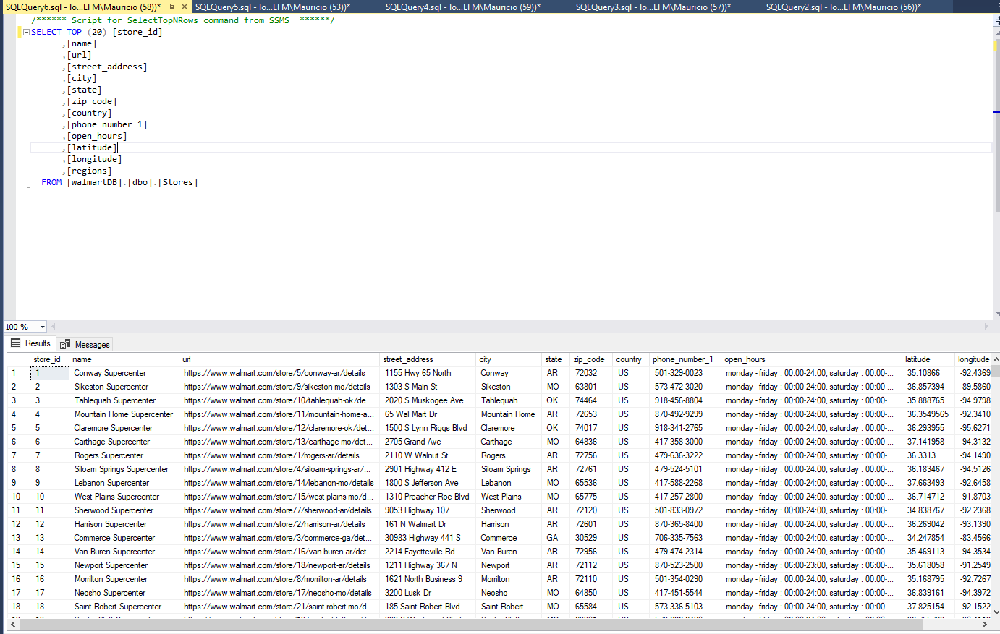 SQLQuery6.sql - lo...LFM\Mauricio (58))* SQLQuery5.sql - lo...LFM\Mauricio (53))* SQLQuery4.sql - lo...LFM\Mauricio (59))* SQLQuery3.sql - lo...LFM\Mauricio (57))* SQLQuery2.sql - lo...LFM\Mauricio (56))*
/****** Script for SelectTopNRows command from SSMS  ******/
SELECT TOP (20) [store_id]
,[name]
,[url]
,[street_address]
,[city]
,[state]
,[zip_code]
,[country]
,[phone_number_1]
,[open_hours]
,[latitude]
,[longitude]
,[regions]
FROM [walmartDB].[dbo].[Stores]
100 %
Results Messages
store_id name url street_address city state zip_code country phone_number_1 open_hours latitude longitude
1 1 Conway Supercenter https://www.walmart.com/store/5/conway-ar/details 1155 Hwy 65 North Conway AR 72032 US 501-329-0023 monday - friday : 00:00-24:00, saturday : 00:00-... 35.10866 -92.4369
2 2 Sikeston Supercenter https://www.walmart.com/store/9/sikeston-mo/details 1303 S Main St Sikeston MO 63801 US 573-472-3020 monday - friday : 00:00-24:00, saturday : 00:00-... 36.857394 -89.5860
3 3 Tahlequah Supercenter https://www.walmart.com/store/10/tahlequah-ok/de... 2020 S Muskogee Ave Tahlequah OK 74464 US 918-456-8804 monday - friday : 00:00-24:00, saturday : 00:00-... 35.888765 -94.9798
4 4 Mountain Home Supercenter https://www.walmart.com/store/11/mountain-home-a... 65 Wal Mart Dr Mountain Home AR 72653 US 870-492-9299 monday - friday : 00:00-24:00, saturday : 00:00-... 36.3549565 -92.3410
5 5 Claremore Supercenter https://www.walmart.com/store/12/claremore-ok/det... 1500 S Lynn Riggs Blvd Claremore OK 74017 US 918-341-2765 monday - friday : 00:00-24:00, saturday : 00:00-... 36.293955 -95.6271
6 6 Carthage Supercenter https://www.walmart.com/store/13/carthage-mo/det... 2705 Grand Ave Carthage MO 64836 US 417-358-3000 monday - friday : 00:00-24:00, saturday : 00:00-... 37.141958 -94.3132
7 7 Rogers Supercenter https://www.walmart.com/store/1/rogers-ar/details 2110 W Walnut St Rogers AR 72756 US 479-636-3222 monday - friday : 00:00-24:00, saturday : 00:00-... 36.3313 -94.1490
8 8 Siloam Springs Supercenter https://www.walmart.com/store/4/siloam-springs-ar/... 2901 Highway 412 E Siloam Springs AR 72761 US 479-524-5101 monday - friday : 00:00-24:00, saturday : 00:00-... 36.183467 -94.5126
9 9 Lebanon Supercenter https://www.walmart.com/store/14/lebanon-mo/details 1800 S Jefferson Ave Lebanon MO 65536 US 417-588-2268 monday - friday : 00:00-24:00, saturday : 00:00-... 37.663493 -92.6458
10 10 West Plains Supercenter https://www.walmart.com/store/15/west-plains-mo/d... 1310 Preacher Roe Blvd West Plains MO 65775 US 417-257-2800 monday - friday : 00:00-24:00, saturday : 00:00-... 36.714712 -91.8703
11 11 Sherwood Supercenter https://www.walmart.com/store/7/sherwood-ar/details 9053 Highway 107 Sherwood AR 72120 US 501-833-0972 monday - friday : 00:00-24:00, saturday : 00:00-... 34.838767 -92.2368
12 12 Harrison Supercenter https://www.walmart.com/store/2/harrison-ar/details 161 N Walmart Dr Harrison AR 72601 US 870-365-8400 monday - friday : 00:00-24:00, saturday : 00:00-... 36.269042 -93.1390
13 13 Commerce Supercenter https://www.walmart.com/store/3/commerce-ga/det... 30983 Highway 441 S Commerce GA 30529 US 706-335-7563 monday - friday : 00:00-24:00, saturday : 00:00-... 34.247854 -83.4566
14 14 Van Buren Supercenter https://www.walmart.com/store/16/van-buren-ar/details 2214 Fayetteville Rd Van Buren AR 72956 US 479-474-2314 monday - friday : 00:00-24:00, saturday : 00:00-... 35.469113 -94.3534
15 15 Newport Supercenter https://www.walmart.com/store/18/newport-ar/details 1211 Highway 367 N Newport AR 72112 US 870-523-2500 monday - friday : 06:00-23:00, saturday : 06:00-... 35.618058 -91.2549
16 16 Morrilton Supercenter https://www.walmart.com/store/8/morrilton-ar/details 1621 North Business 9 Morrilton AR 72110 US 501-354-0290 monday - friday : 00:00-24:00, saturday : 00:00-... 35.168795 -92.7267
17 17 Neosho Supercenter https://www.walmart.com/store/17/neosho-mo/details 3200 Lusk Dr Neosho MO 64850 US 417-451-5544 monday - friday : 00:00-24:00, saturday : 00:00-... 36.839161 -94.3972
18 18 Saint Robert Supercenter https://www.walmart.com/store/21/saint-robert-mo/d... 185 Saint Robert Blvd Saint Robert MO 65584 US 573-336-5103 monday - friday : 00:00-24:00, saturday : 00:00-... 37.825154 -92.1522